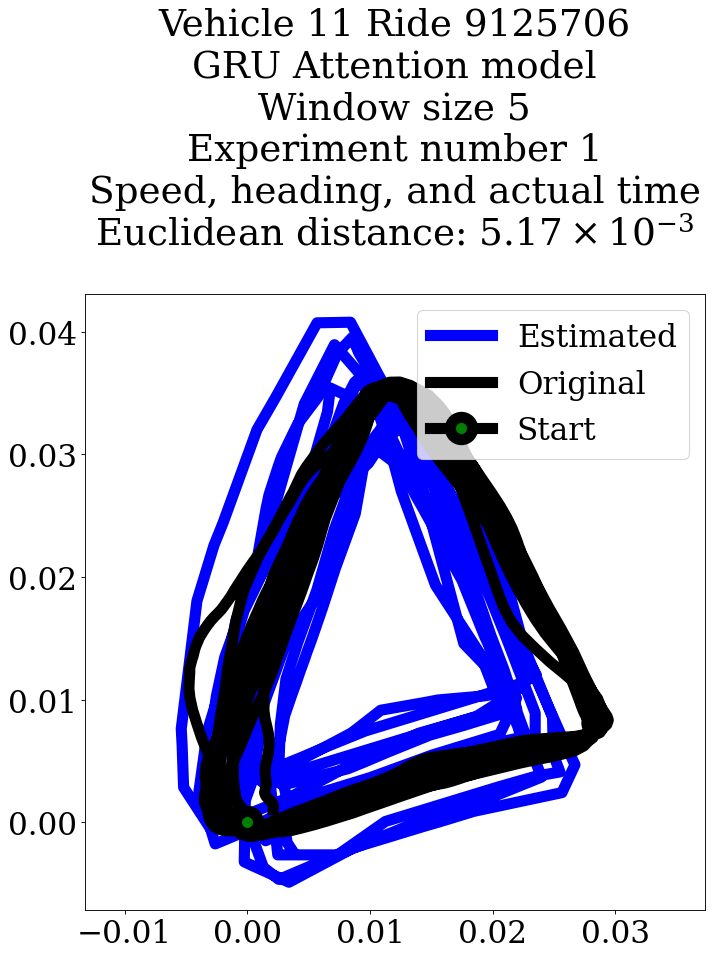 Vehicle 11 Ride 9125706
GRU Attention model
Window size 5
Experiment number 1
Speed, heading, and actual time
Euclidean distance: 5.17 × 10⁻³
Estimated
Original
Start
0.04
0.03
0.02
0.01
0.00
−0.01 0.00 0.01 0.02 0.03